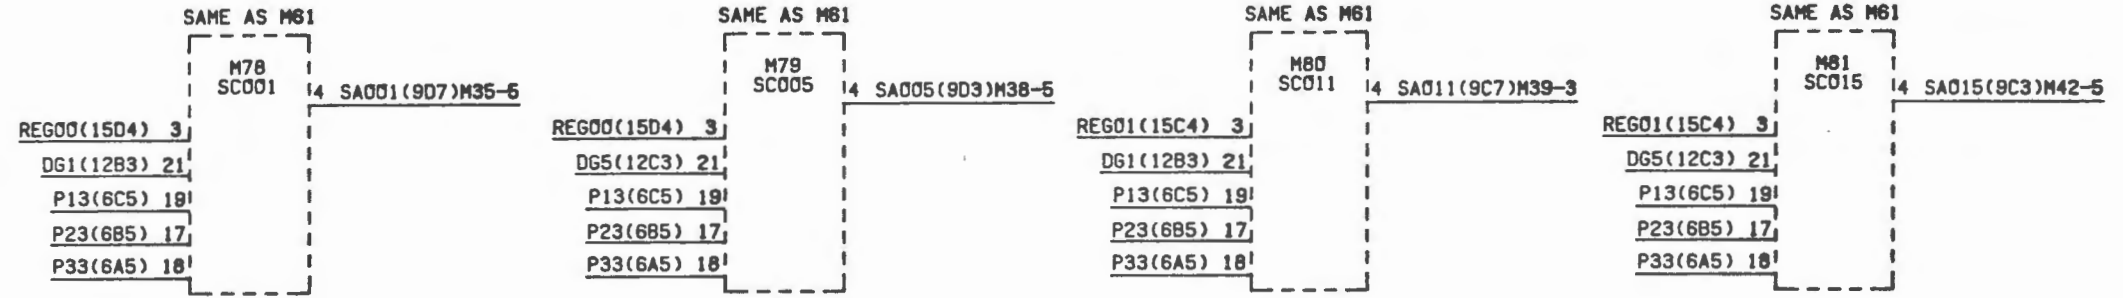 SAME AS M61
M78
SC001
4 SA001(9D7)M35-5
REG00(15D4) 3
DG1(12B3) 21
P13(6C5) 19
P23(6B5) 17
P33(6A5) 18
SAME AS M61
M79
SC005
4 SA005(9D3)M38-5
REG00(15D4) 3
DG5(12C3) 21
P13(6C5) 19
P23(6B5) 17
P33(6A5) 18
SAME AS M61
M80
SC011
4 SA011(9C7)M39-3
REG01(15C4) 3
DG1(12B3) 21
P13(6C5) 19
P23(6B5) 17
P33(6A5) 18
SAME AS M61
M81
SC015
4 SA015(9C3)M42-5
REG01(15C4) 3
DG5(12C3) 21
P13(6C5) 19
P23(6B5) 17
P33(6A5) 18